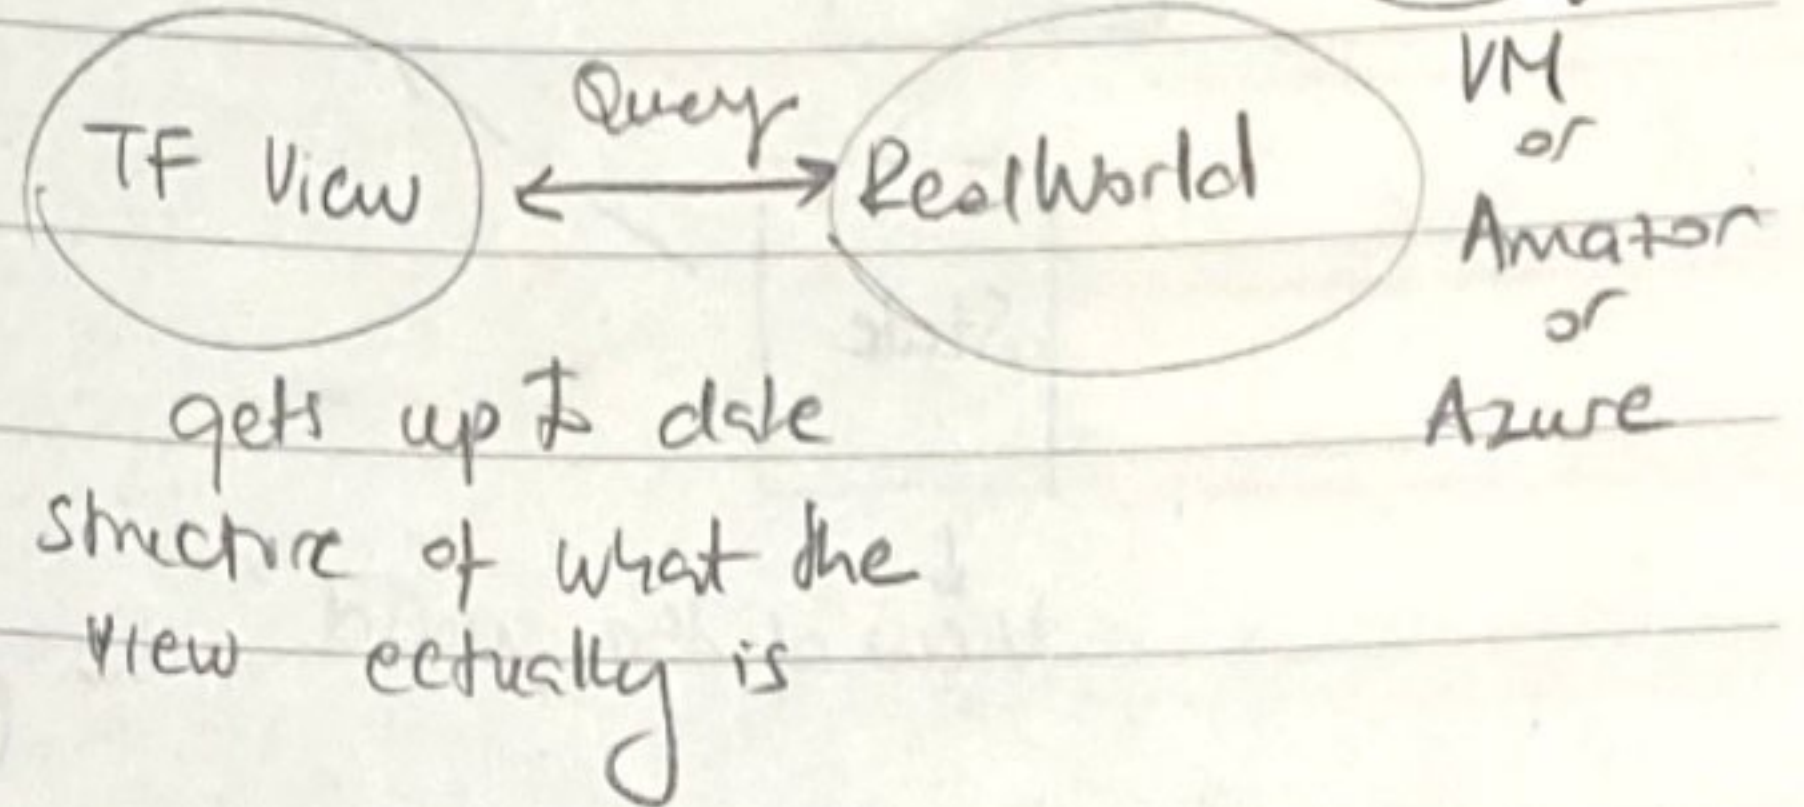 Query
TF View
RealWorld
VM
or
Amazon
or
Azure
gets up to date
structure of what the
view actually is